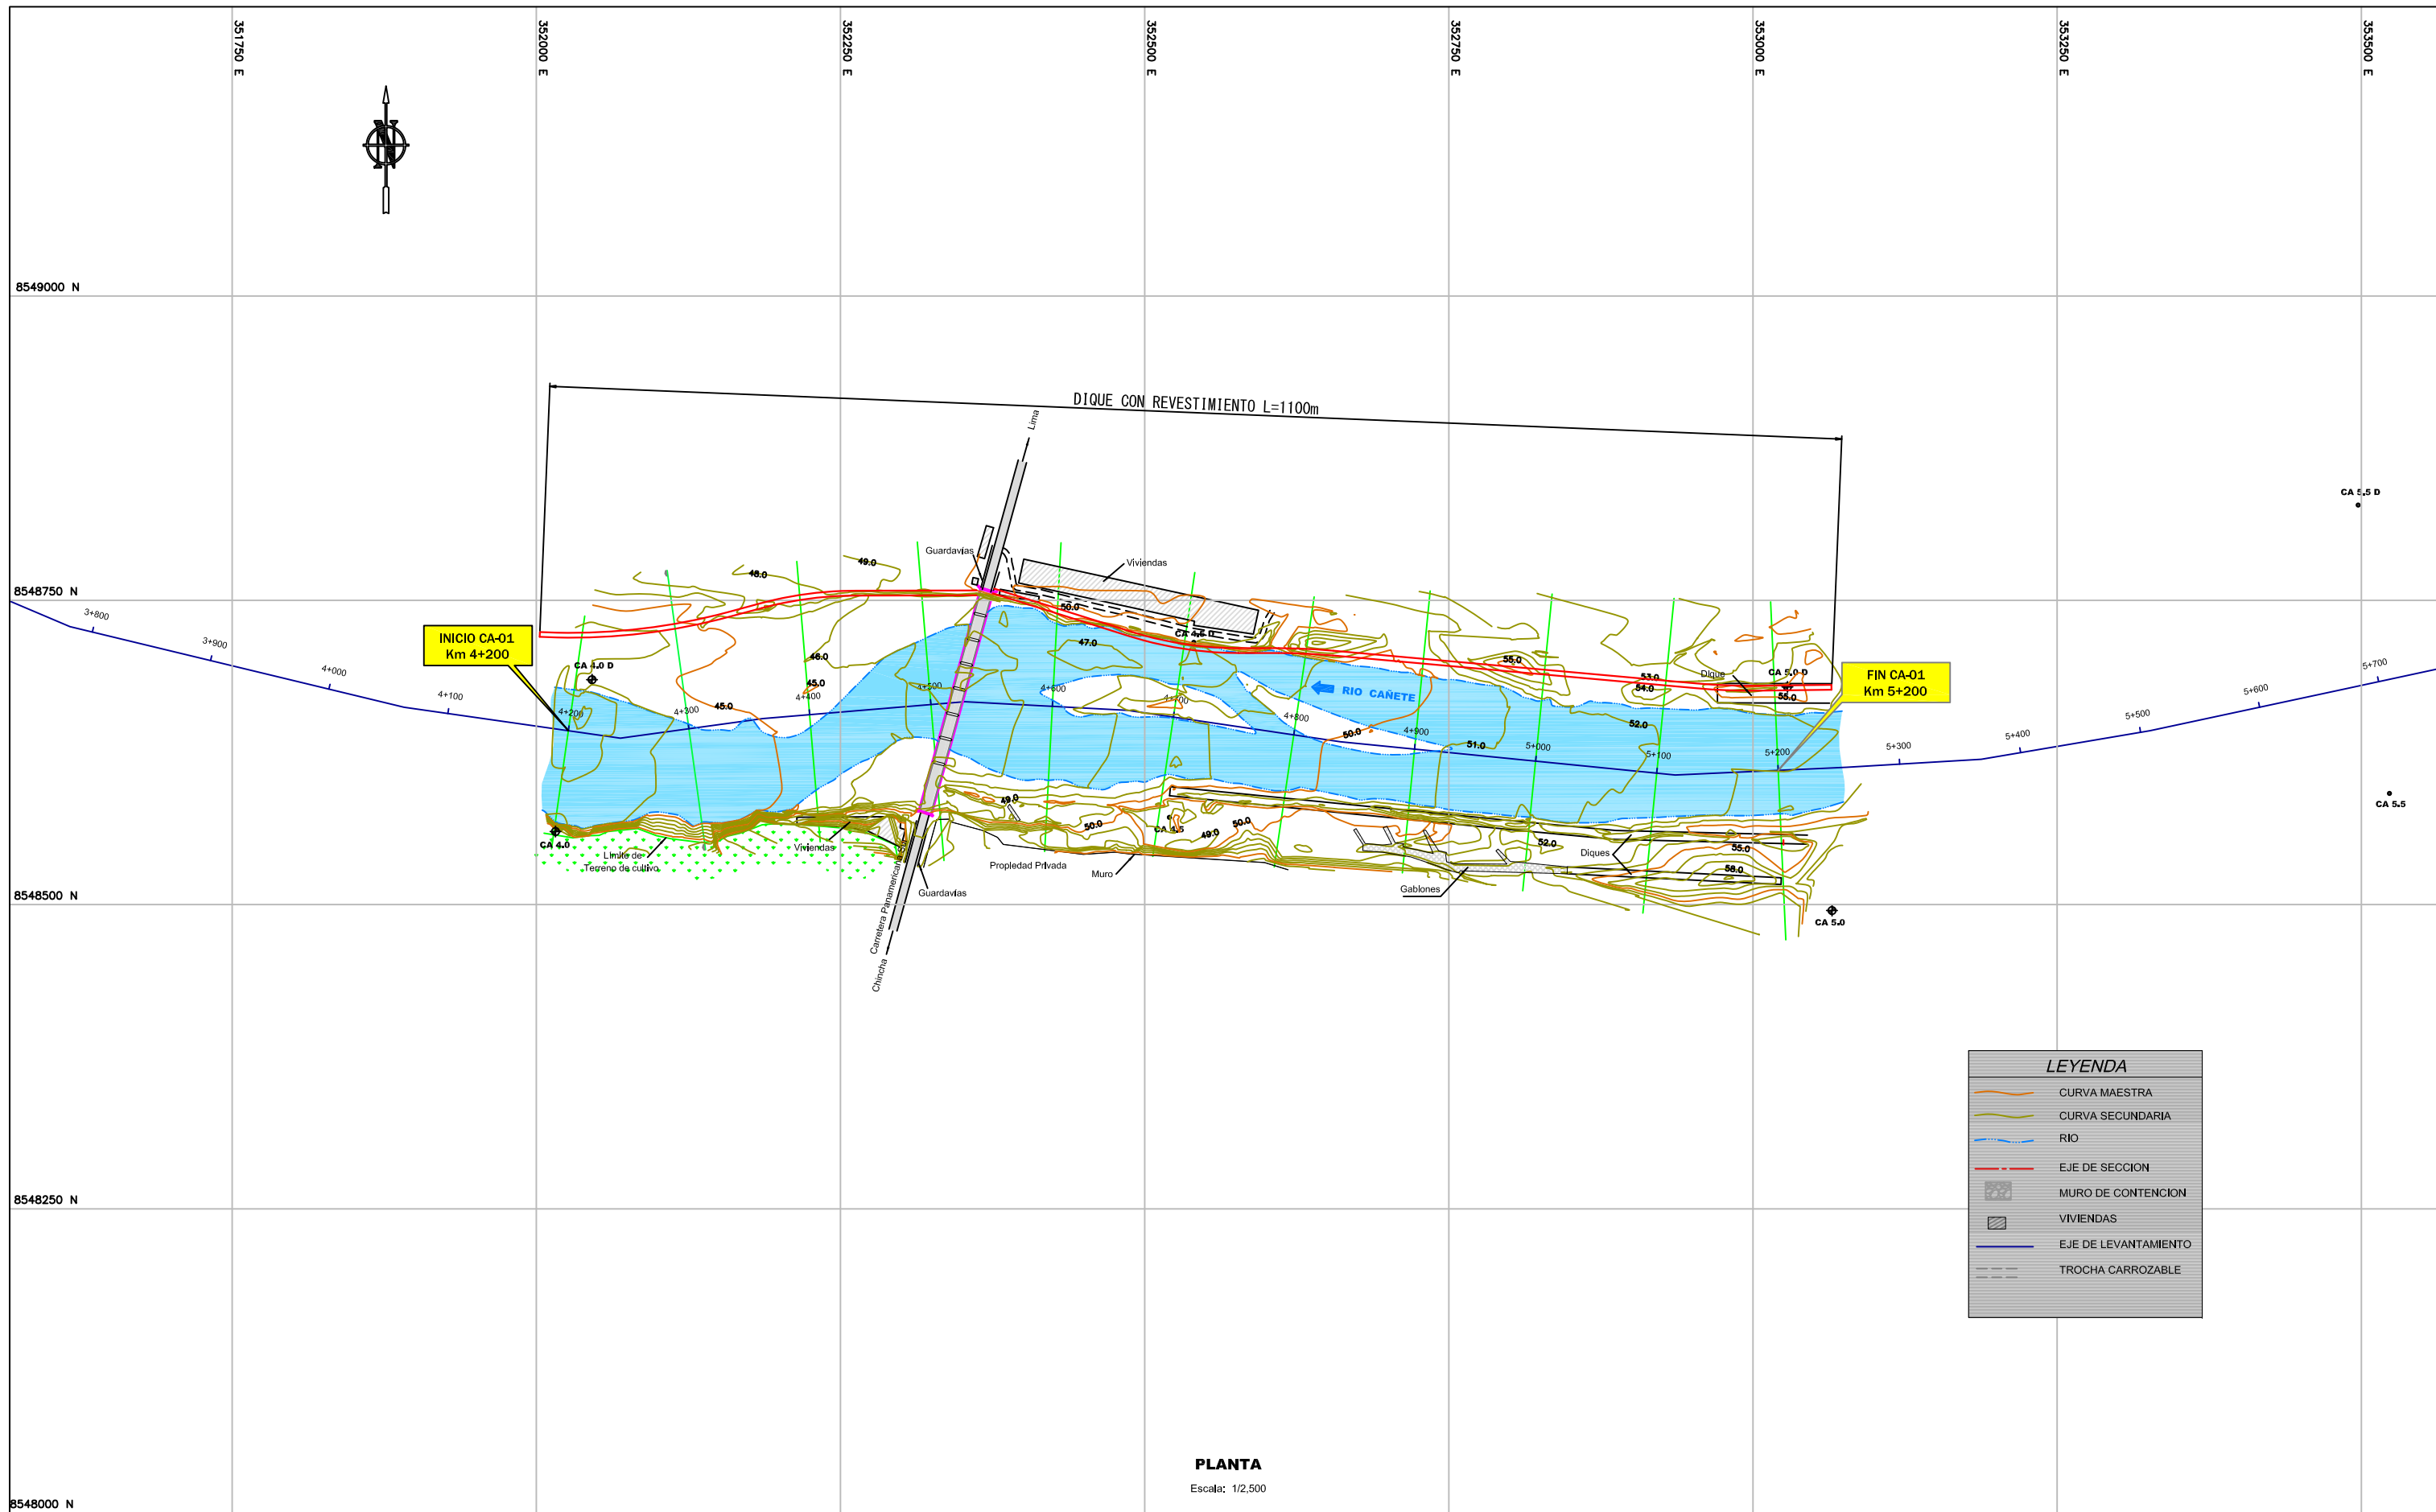 351750 E
352000 E
352250 E
352500 E
352750 E
353000 E
353250 E
353500 E
8549000 N
DIQUE CON REVESTIMIENTO L=1100m
Lima
CA 5.5 D
Guardavías
Viviendas
49.0
48.0
8548750 N
50.0
3+800
3+900
4+000
4+100
INICIO CA-01
Km 4+200
CA 4.0 D
CA 4.5 D
47.0
46.0
45.0
45.0
55.0
53.0
54.0
Dique
CA 5.0 D
55.0
FIN CA-01
Km 5+200
RIO CAÑETE
4+200
4+300
4+400
4+500
4+600
4+700
4+800
4+900
5+000
5+100
5+200
5+300
5+400
5+500
5+600
5+700
50.0
51.0
52.0
CA 5.5
49.0
50.0
CA 4.5
49.0
50.0
52.0
55.0
58.0
CA 4.0
Límite de
Terreno de cultivo
Viviendas
Propiedad Privada
Muro
Diques
Gablones
Guardavías
Carretera Panamericana Sur
Chincha
8548500 N
CA 5.0
LEYENDA
CURVA MAESTRA
CURVA SECUNDARIA
RIO
EJE DE SECCION
MURO DE CONTENCION
VIVIENDAS
EJE DE LEVANTAMIENTO
TROCHA CARROZABLE
8548250 N
PLANTA
Escala: 1/2,500
8548000 N